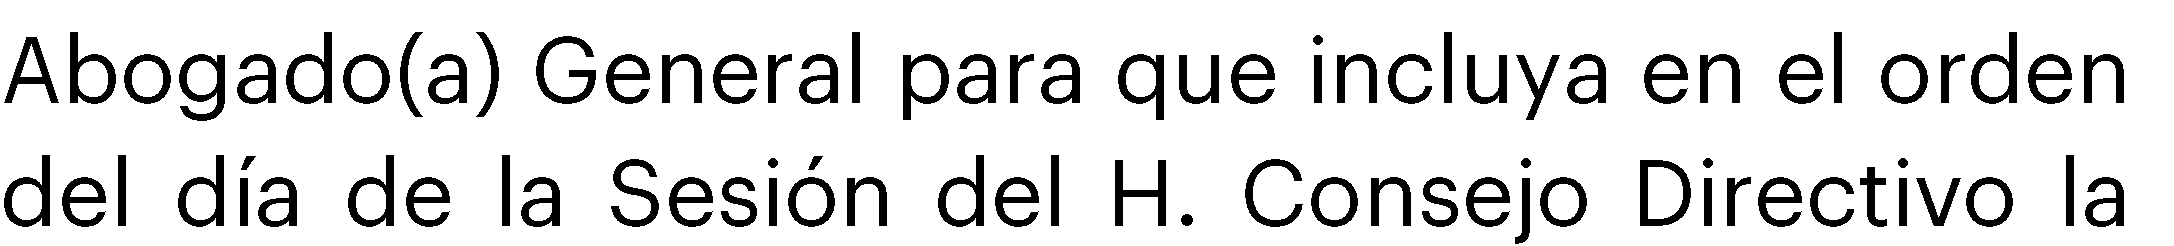 Abogado(a) General para que incluya en el orden
del día de la Sesión del H. Consejo Directivo la